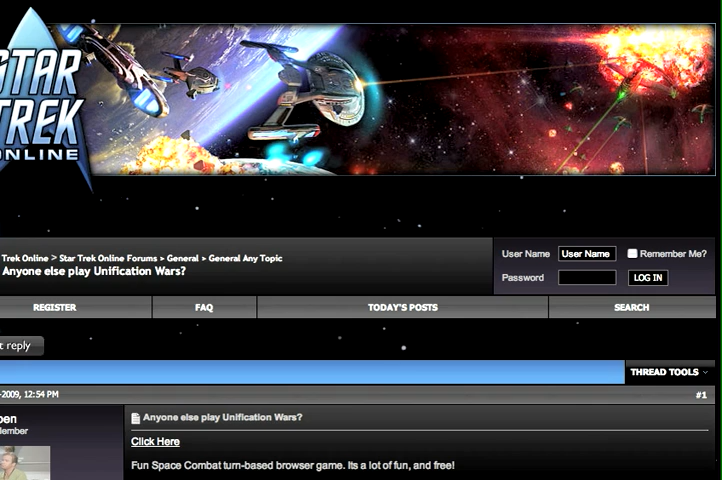 STAR
TREK
ONLINE
Trek Online > Star Trek Online Forums > General > General Any Topic
Anyone else play Unification Wars?
User Name User Name Remember Me?
Password LOG IN
REGISTER FAQ TODAY'S POSTS SEARCH
t reply
THREAD TOOLS
-2009, 12:54 PM #1
pen
ember
Anyone else play Unification Wars?
Click Here
Fun Space Combat turn-based browser game. Its a lot of fun, and free!